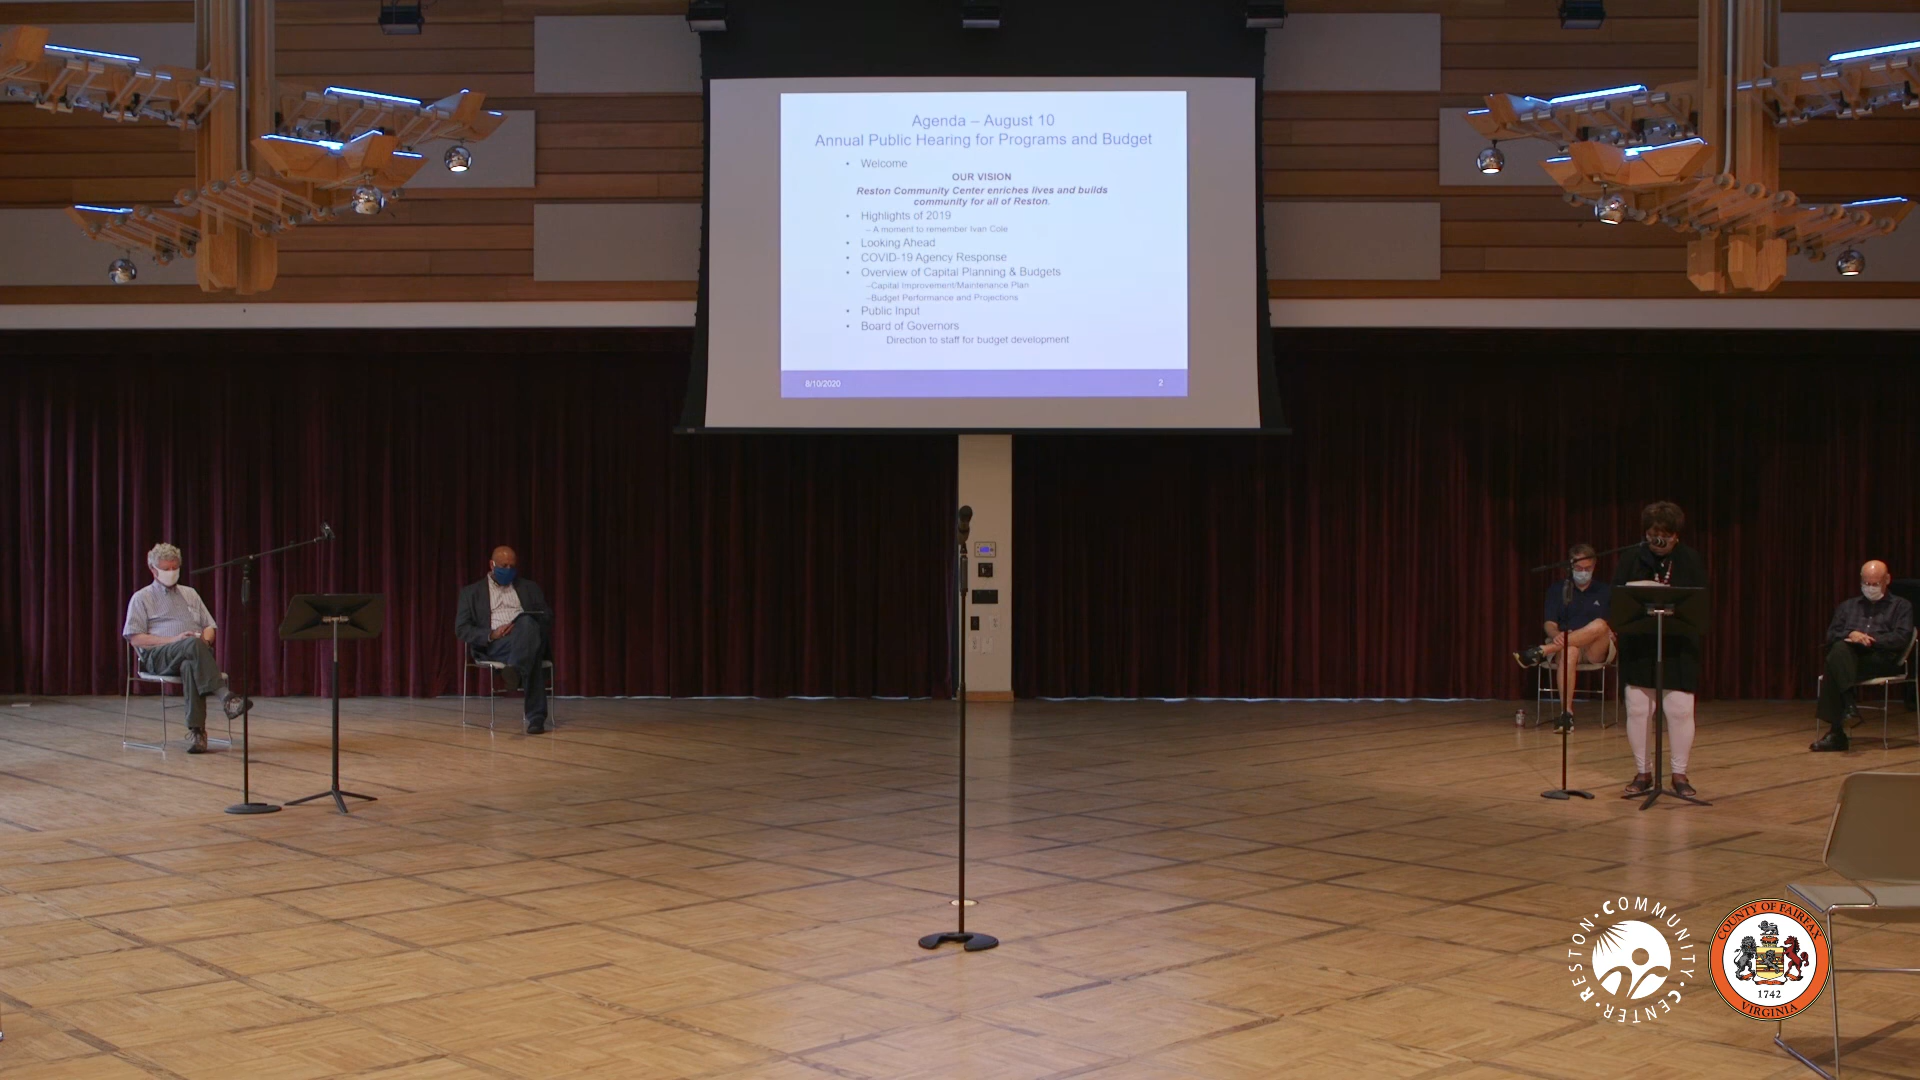 Agenda – August 10
Annual Public Hearing for Programs and Budget
• Welcome
OUR VISION
Reston Community Center enriches lives and builds
community for all of Reston.
• Highlights of 2019
– A moment to remember Ivan Cole
• Looking Ahead
• COVID-19 Agency Response
• Overview of Capital Planning & Budgets
–Capital Improvement/Maintenance Plan
–Budget Performance and Projections
• Public Input
• Board of Governors
Direction to staff for budget development
8/10/2020
2
RESTON • COMMUNITY • CENTER •
COUNTY OF FAIRFAX
1742
VIRGINIA